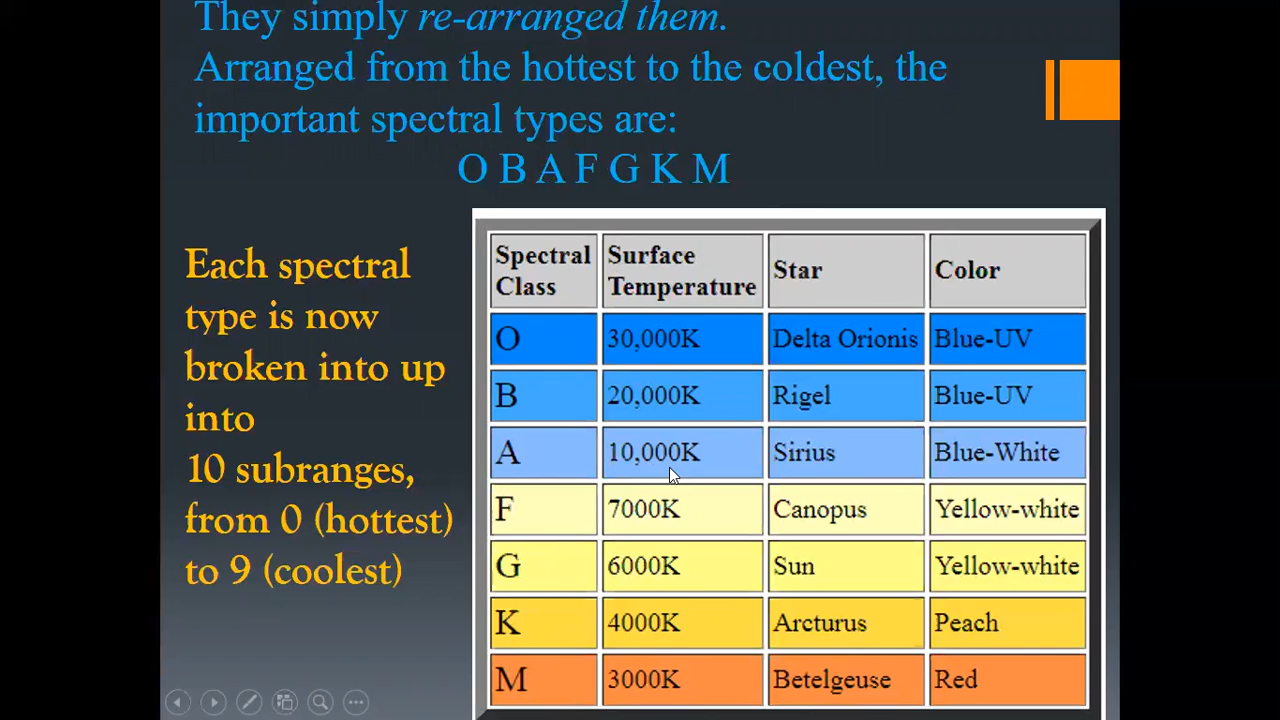 They simply re-arranged them.
Arranged from the hottest to the coldest, the
important spectral types are:
O B A F G K M
Each spectral
type is now
broken into up
into
10 subranges,
from 0 (hottest)
to 9 (coolest)
Spectral Class Surface Temperature Star Color
O 30,000K Delta Orionis Blue-UV
B 20,000K Rigel Blue-UV
A 10,000K Sirius Blue-White
F 7000K Canopus Yellow-white
G 6000K Sun Yellow-white
K 4000K Arcturus Peach
M 3000K Betelgeuse Red